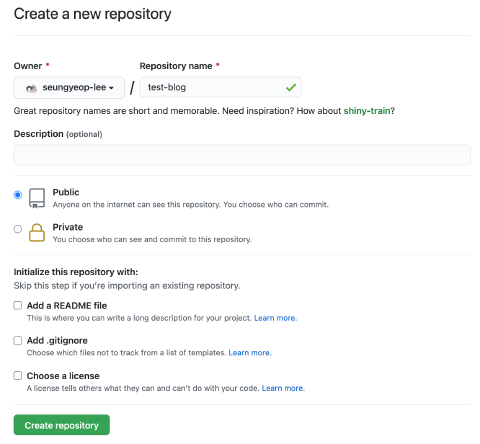 Create a new repository
Owner * Repository name *
seungyeop-lee / test-blog
Great repository names are short and memorable. Need inspiration? How about shiny-train?
Description (optional)
Public
Anyone on the internet can see this repository. You choose who can commit.
Private
You choose who can see and commit to this repository.
Initialize this repository with:
Skip this step if you're importing an existing repository.
Add a README file
This is where you can write a long description for your project. Learn more.
Add .gitignore
Choose which files not to track from a list of templates. Learn more.
Choose a license
A license tells others what they can and can't do with your code. Learn more.
Create repository